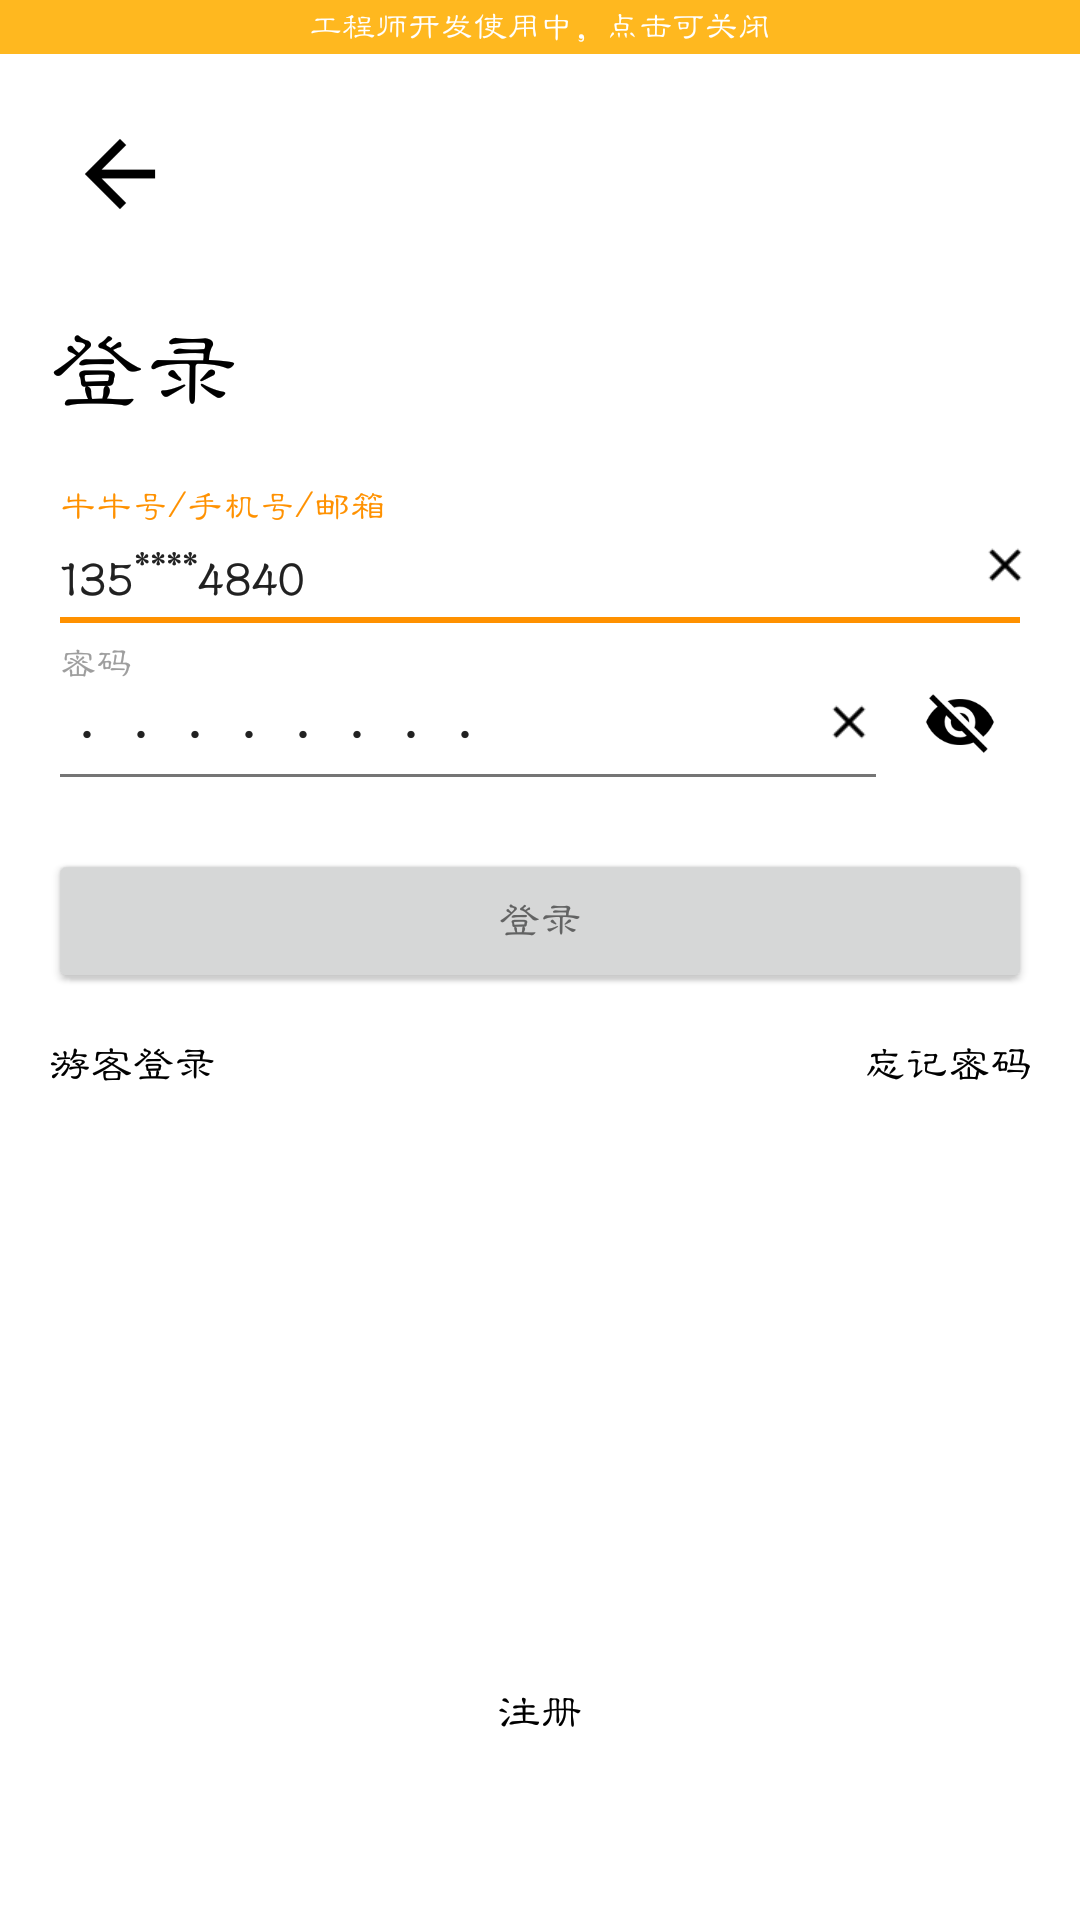 工程师开发使用中，点击可关闭
登录
牛牛号/手机号/邮箱
135****4840
密码
········
登录
游客登录
忘记密码
注册